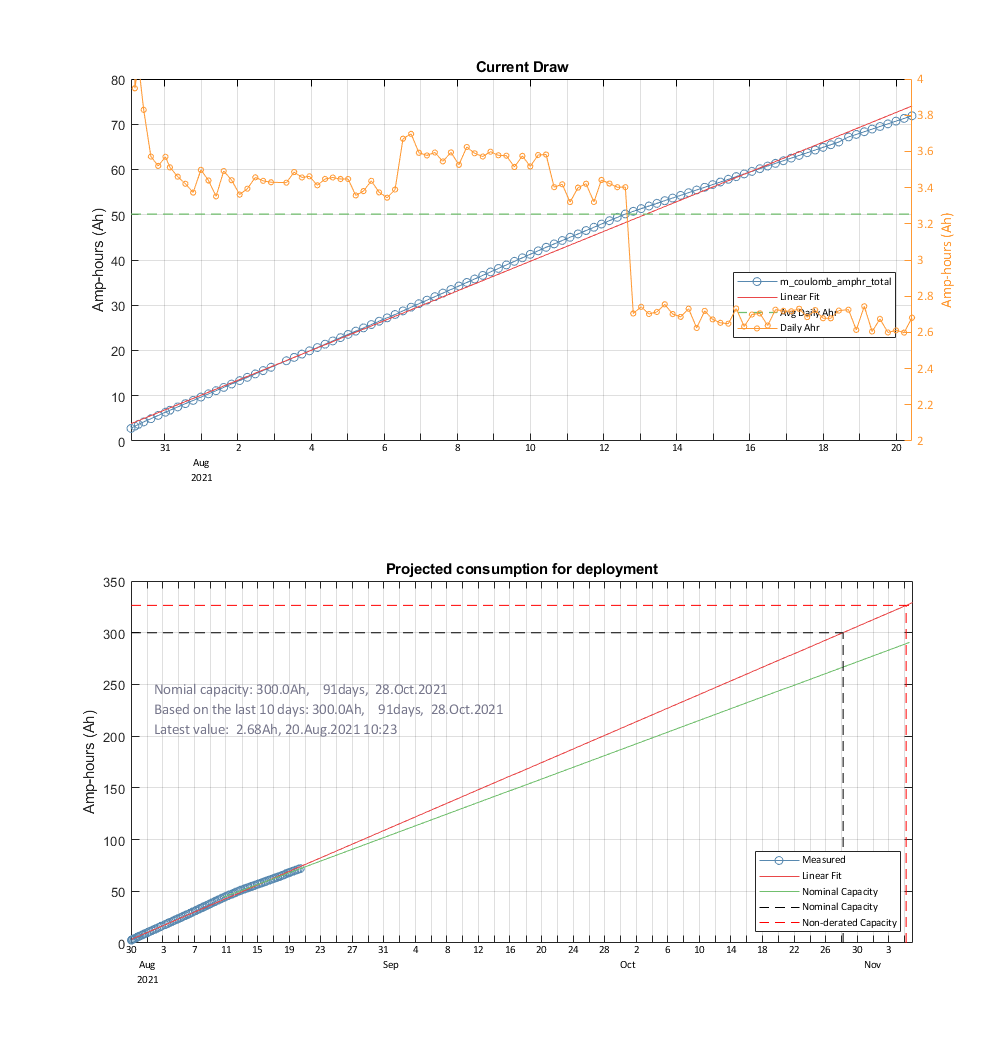 Current Draw
80
70
60
50
40
30
20
10
0
Amp-hours (Ah)
4
3.8
3.6
3.4
3.2
3
2.8
2.6
2.4
2.2
2
Amp-hours (Ah)
m_coulomb_amphr_total
Linear Fit
Avg Daily Ahr
Daily Ahr
31 2 4 6 8 10 12 14 16 18 20
Aug
2021
Projected consumption for deployment
350
300
250
200
150
100
50
0
Amp-hours (Ah)
Nomial capacity: 300.0Ah, 91days, 28.Oct.2021
Based on the last 10 days: 300.0Ah, 91days, 28.Oct.2021
Latest value: 2.68Ah, 20.Aug.2021 10:23
Measured
Linear Fit
Nominal Capacity
Nominal Capacity
Non-derated Capacity
30 3 7 11 15 19 23 27 31 4 8 12 16 20 24 28 2 6 10 14 18 22 26 30 3
Aug Sep Oct Nov
2021